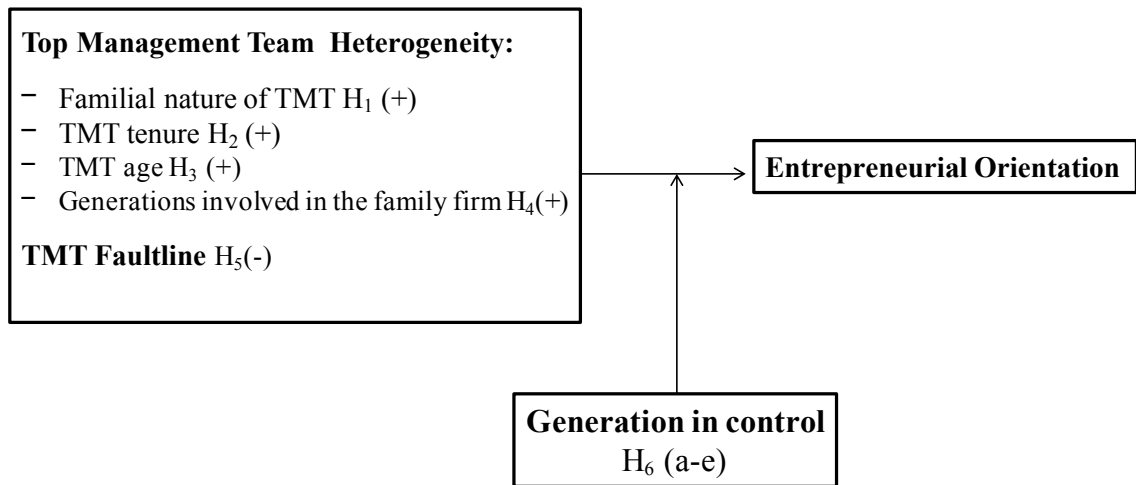 Top Management Team Heterogeneity:
− Familial nature of TMT H₁ (+)
− TMT tenure H₂ (+)
− TMT age H₃ (+)
− Generations involved in the family firm H₄(+)
TMT Faultline H₅(-)
Entrepreneurial Orientation
Generation in control
H₆ (a-e)